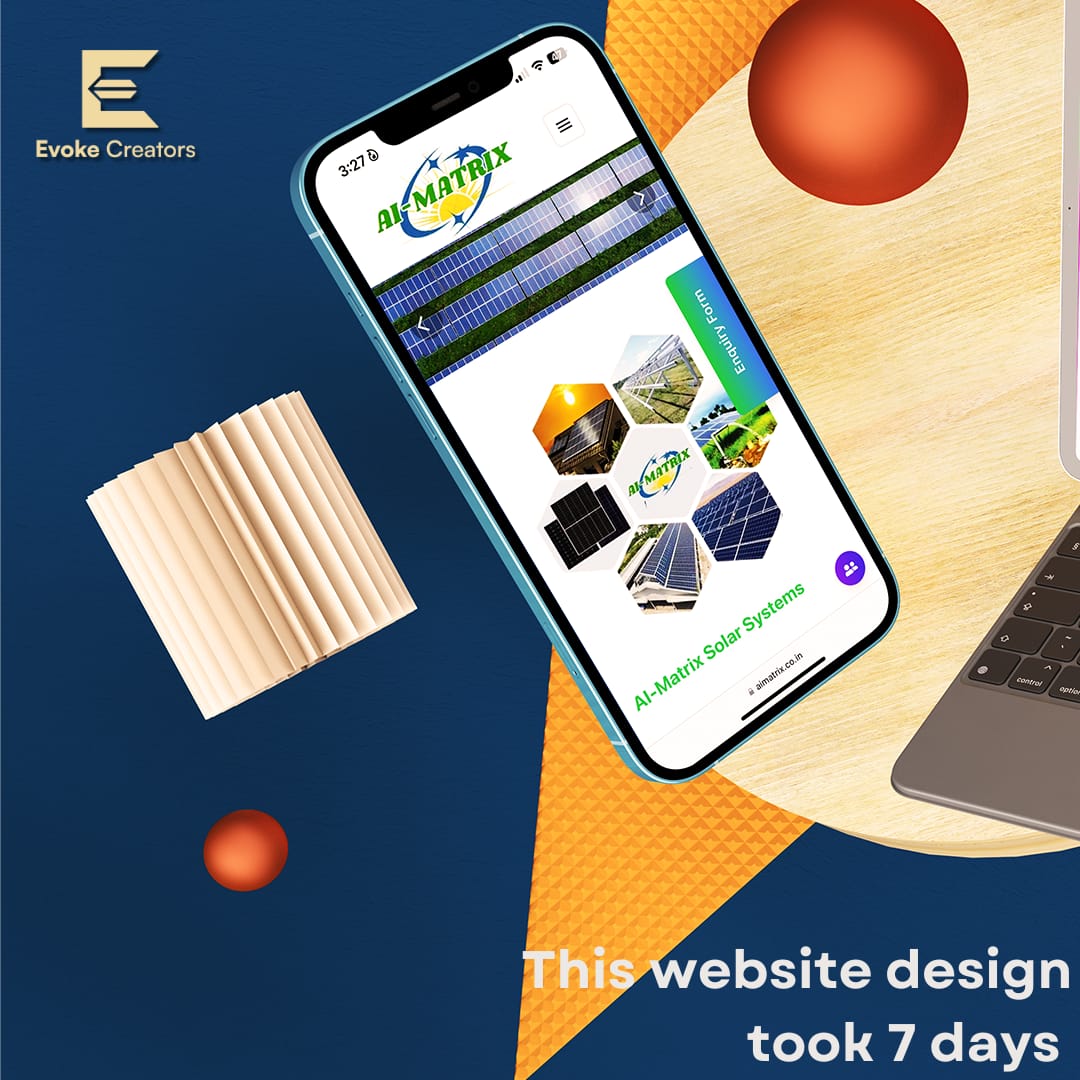 Evoke Creators
3:27
47
AI-MATRIX
Enquiry Form
AI-MATRIX
AI-Matrix Solar Systems
aimatrix.co.in
control
option
This website design
took 7 days